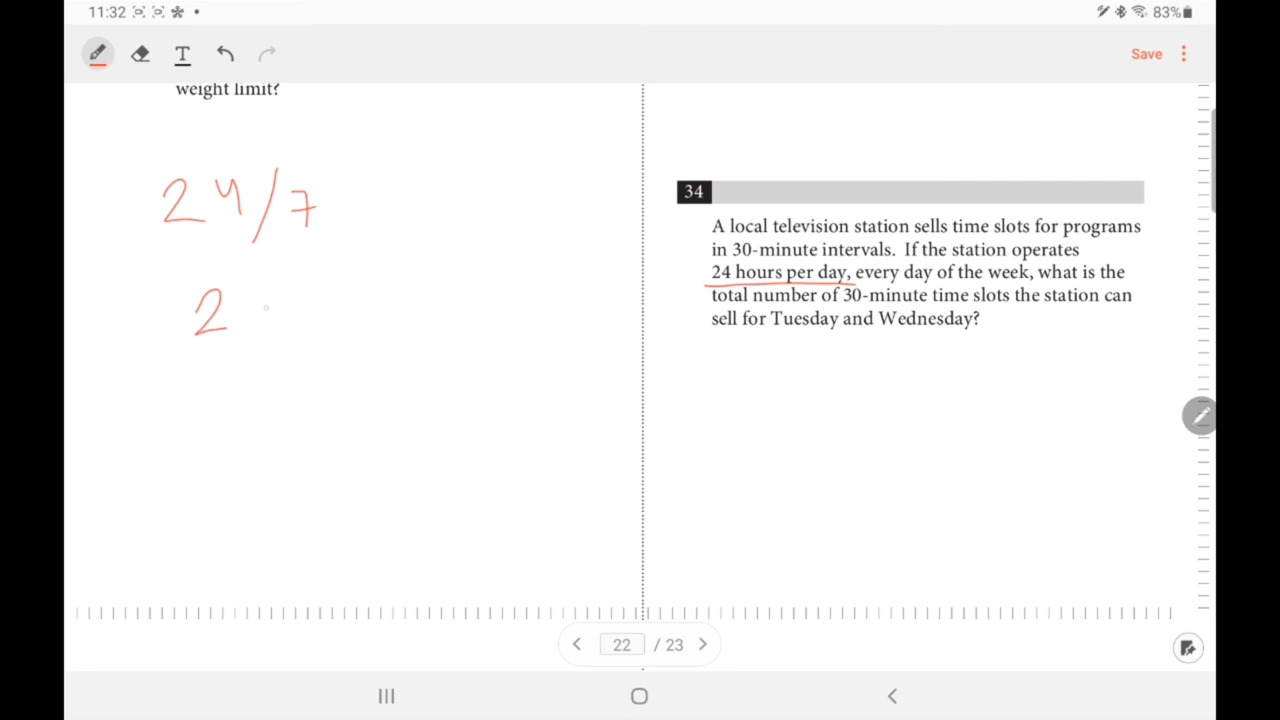 11:32 83%
T Save
weight limit?
24/7
2
34
A local television station sells time slots for programs
in 30-minute intervals. If the station operates
24 hours per day, every day of the week, what is the
total number of 30-minute time slots the station can
sell for Tuesday and Wednesday?
22 / 23